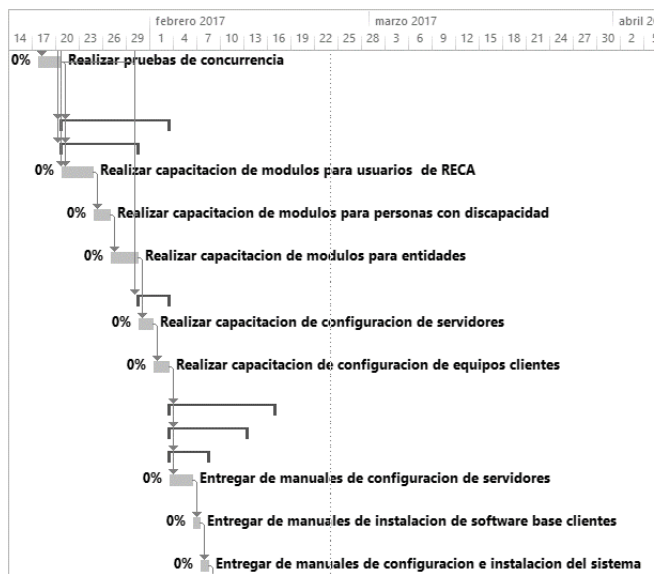 febrero 2017 marzo 2017 abril 20
14 17 20 23 26 29 1 4 7 10 13 16 19 22 25 28 3 6 9 12 15 18 21 24 27 30 2 5
0% Realizar pruebas de concurrencia
0% Realizar capacitacion de modulos para usuarios de RECA
0% Realizar capacitacion de modulos para personas con discapacidad
0% Realizar capacitacion de modulos para entidades
0% Realizar capacitacion de configuracion de servidores
0% Realizar capacitacion de configuracion de equipos clientes
0% Entregar de manuales de configuracion de servidores
0% Entregar de manuales de instalacion de software base clientes
0% Entregar de manuales de configuracion e instalacion del sistema